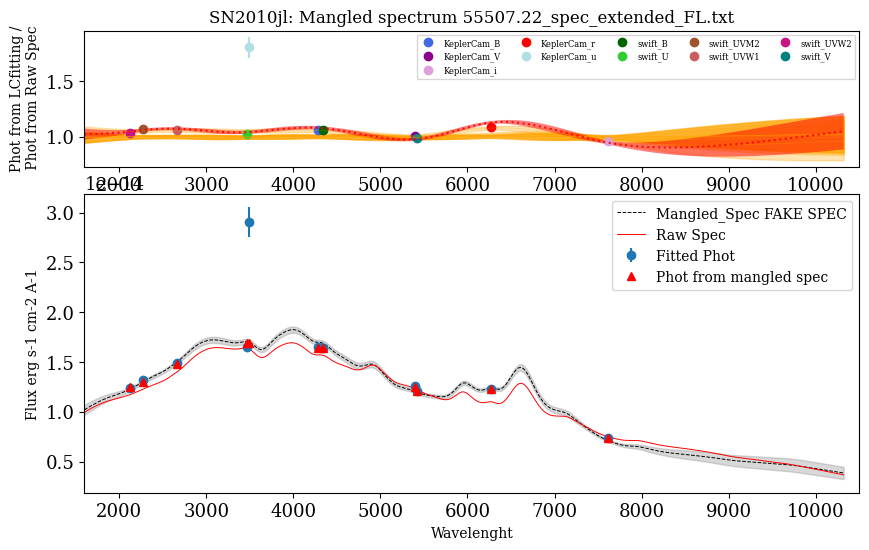 SN2010jl: Mangled spectrum 55507.22_spec_extended_FL.txt
Phot from LCfitting /
Phot from Raw Spec
KeplerCam_B KeplerCam_r swift_B swift_UVM2 swift_UVW2
KeplerCam_V KeplerCam_u swift_U swift_UVW1 swift_V
KeplerCam_i
1.5
1.0
2000 3000 4000 5000 6000 7000 8000 9000 10000
1e−14
Flux erg s-1 cm-2 A-1
3.0
2.5
2.0
1.5
1.0
0.5
Mangled_Spec FAKE SPEC
Raw Spec
Fitted Phot
Phot from mangled spec
2000 3000 4000 5000 6000 7000 8000 9000 10000
Wavelenght